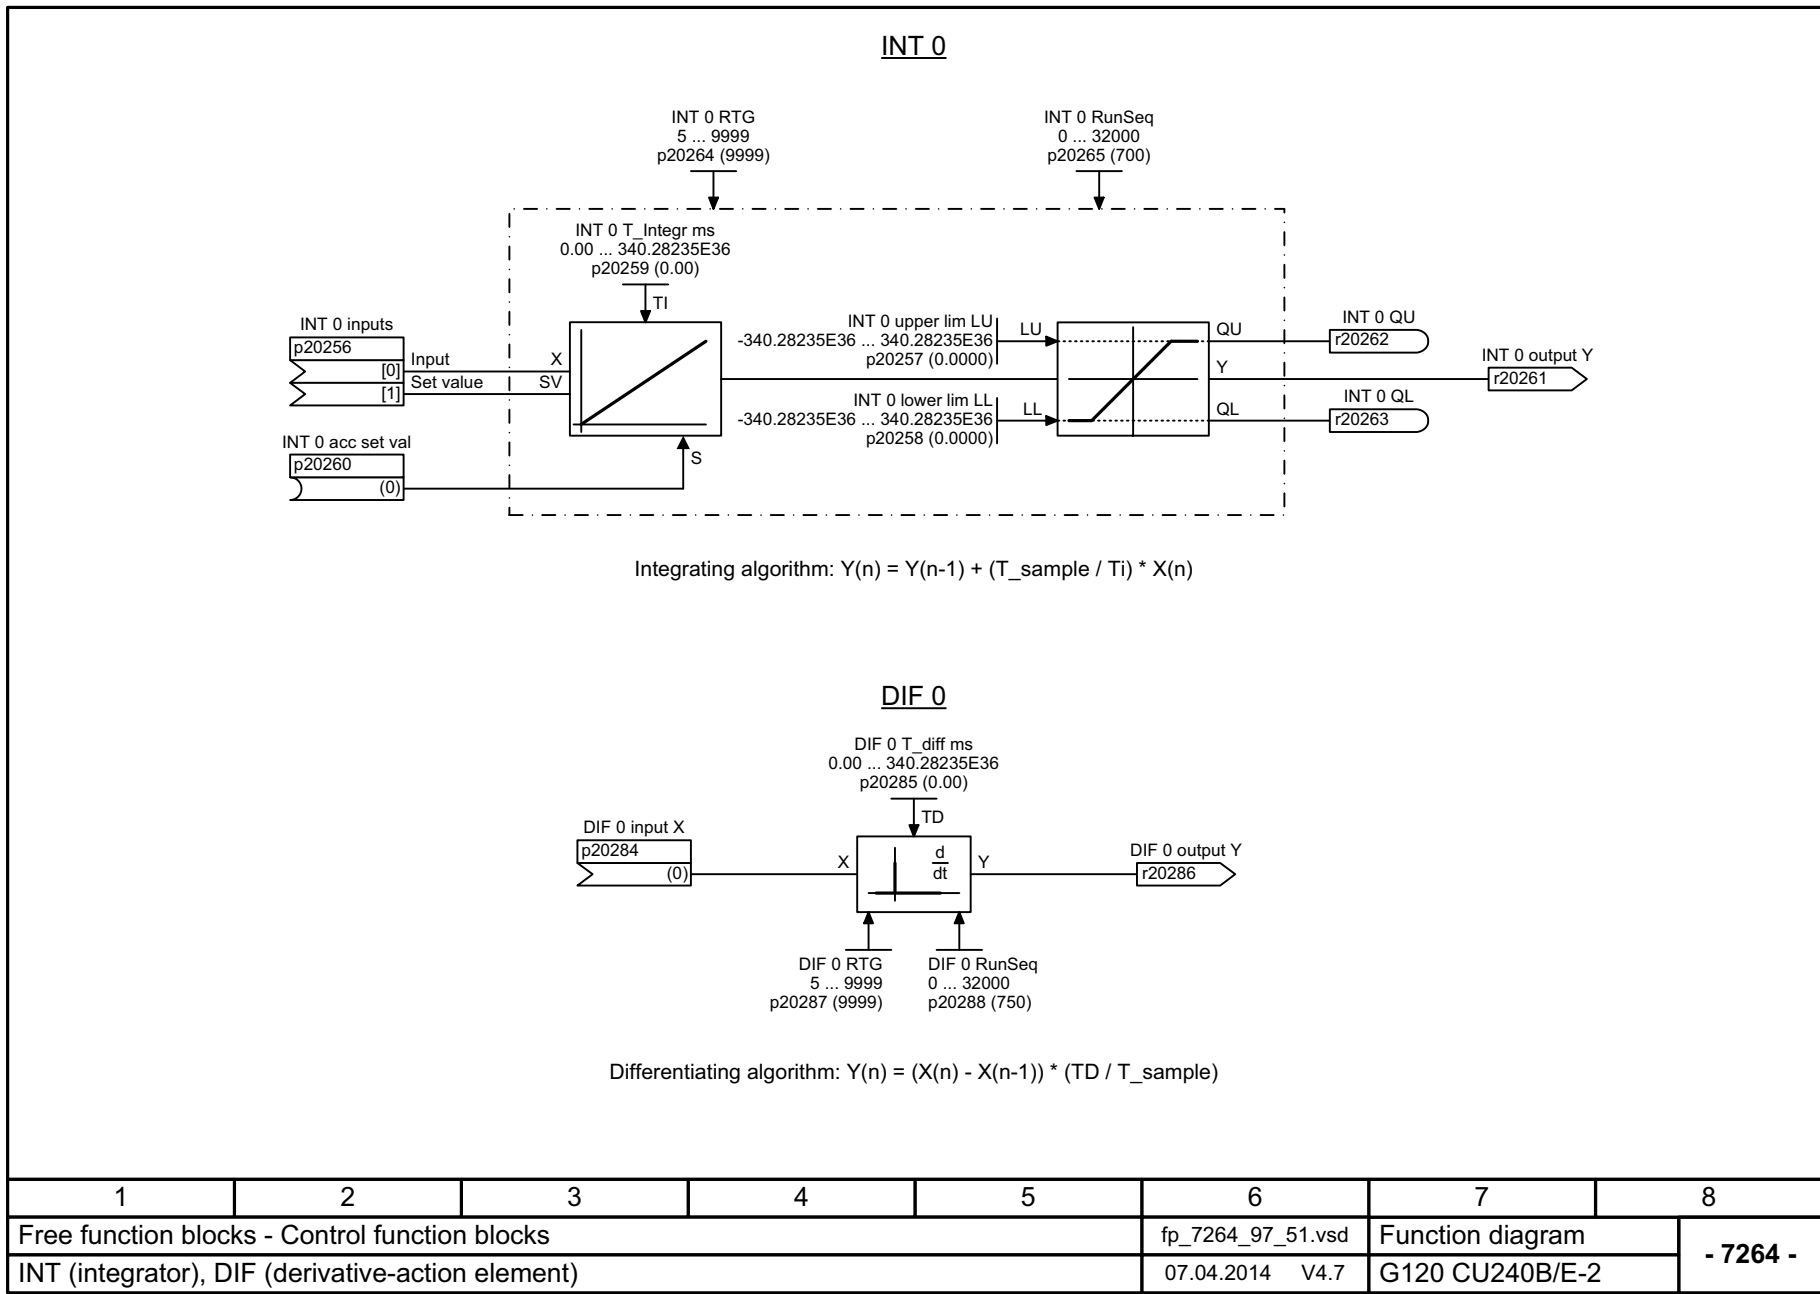 INT 0
INT 0 RTG
5 ... 9999
p20264 (9999)
INT 0 RunSeq
0 ... 32000
p20265 (700)
INT 0 T_Integr ms
0.00 ... 340.28235E36
p20259 (0.00)
TI
INT 0 inputs
p20256
[0]
[1]
Input
Set value
X
SV
INT 0 acc set val
p20260
(0)
S
INT 0 upper lim LU
-340.28235E36 ... 340.28235E36
p20257 (0.0000)
LU
INT 0 lower lim LL
-340.28235E36 ... 340.28235E36
p20258 (0.0000)
LL
QU
Y
QL
INT 0 QU
r20262
INT 0 output Y
r20261
INT 0 QL
r20263
Integrating algorithm: Y(n) = Y(n-1) + (T_sample / Ti) * X(n)
DIF 0
DIF 0 T_diff ms
0.00 ... 340.28235E36
p20285 (0.00)
TD
DIF 0 input X
p20284
(0)
X
d
dt
Y
DIF 0 output Y
r20286
DIF 0 RTG
5 ... 9999
p20287 (9999)
DIF 0 RunSeq
0 ... 32000
p20288 (750)
Differentiating algorithm: Y(n) = (X(n) - X(n-1)) * (TD / T_sample)
1 2 3 4 5 6 7 8
Free function blocks - Control function blocks
fp_7264_97_51.vsd
Function diagram
- 7264 -
INT (integrator), DIF (derivative-action element)
07.04.2014 V4.7
G120 CU240B/E-2